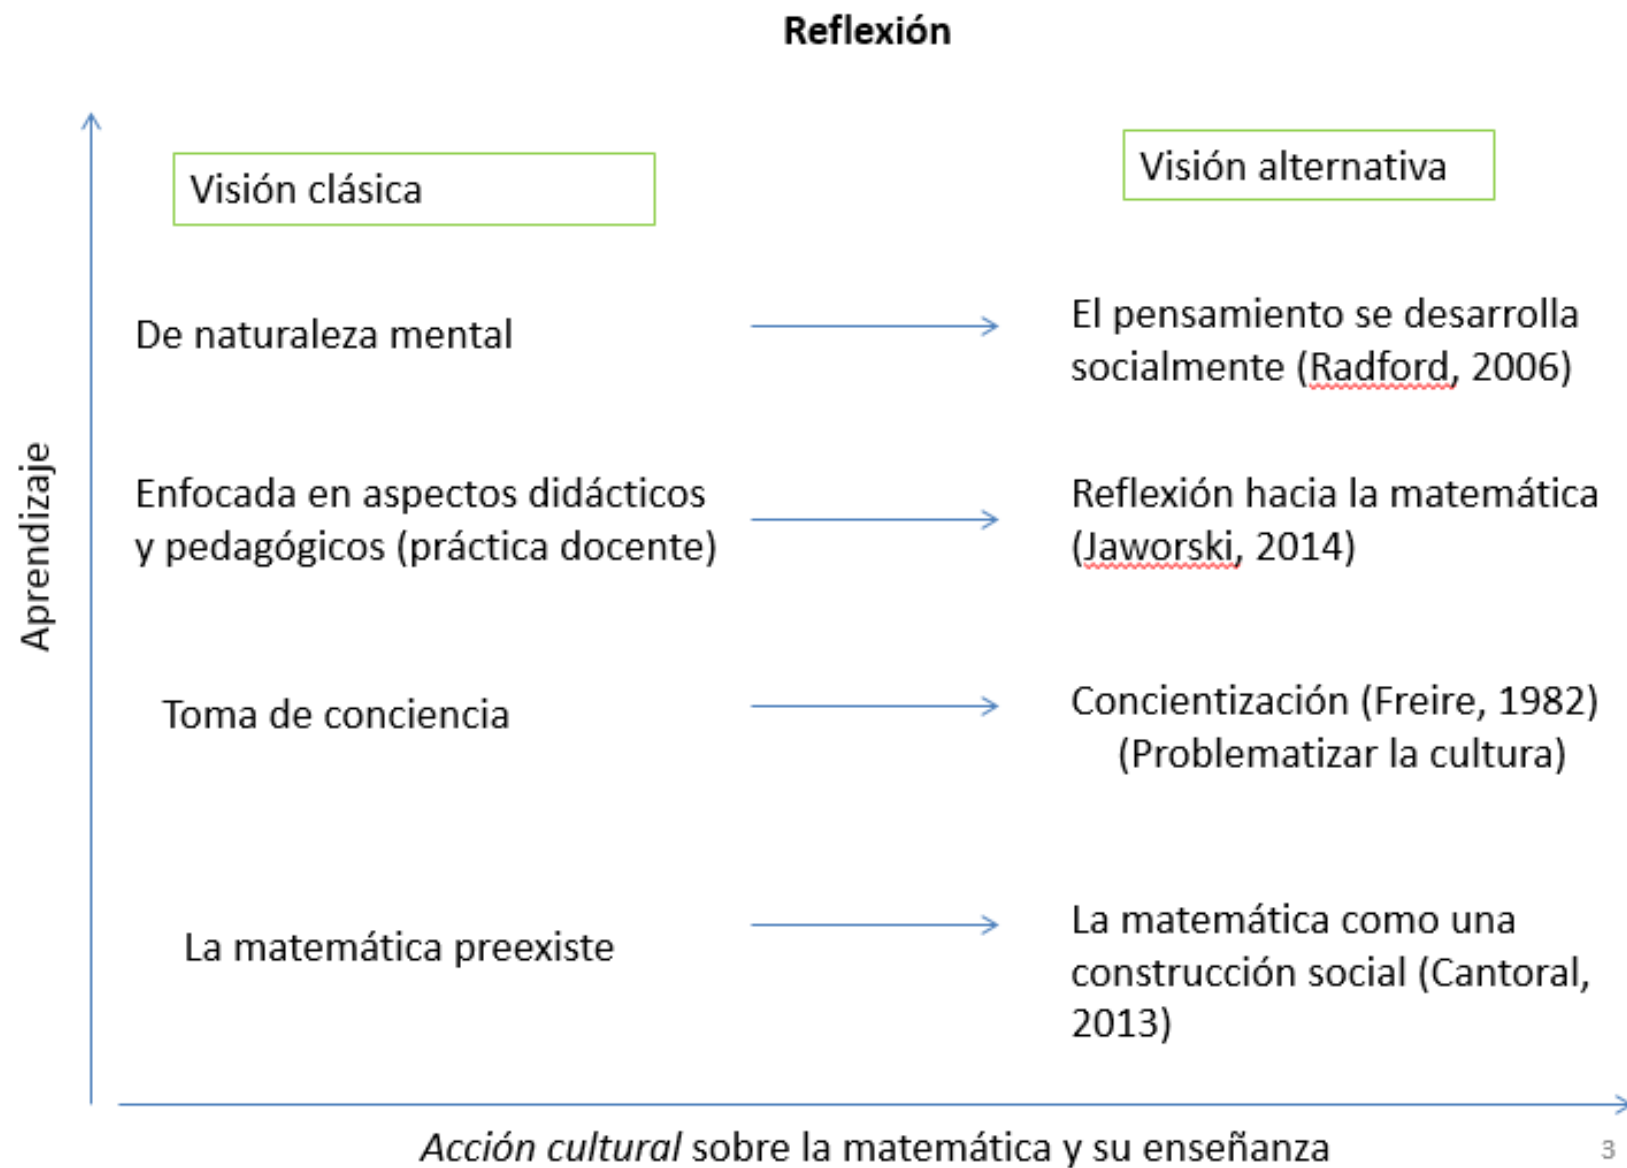 Reflexión
Visión clásica
Visión alternativa
De naturaleza mental
El pensamiento se desarrolla
socialmente (Radford, 2006)
Enfocada en aspectos didácticos
y pedagógicos (práctica docente)
Reflexión hacia la matemática
(Jaworski, 2014)
Toma de conciencia
Concientización (Freire, 1982)
(Problematizar la cultura)
La matemática preexiste
La matemática como una
construcción social (Cantoral,
2013)
Aprendizaje
Acción cultural sobre la matemática y su enseñanza
3